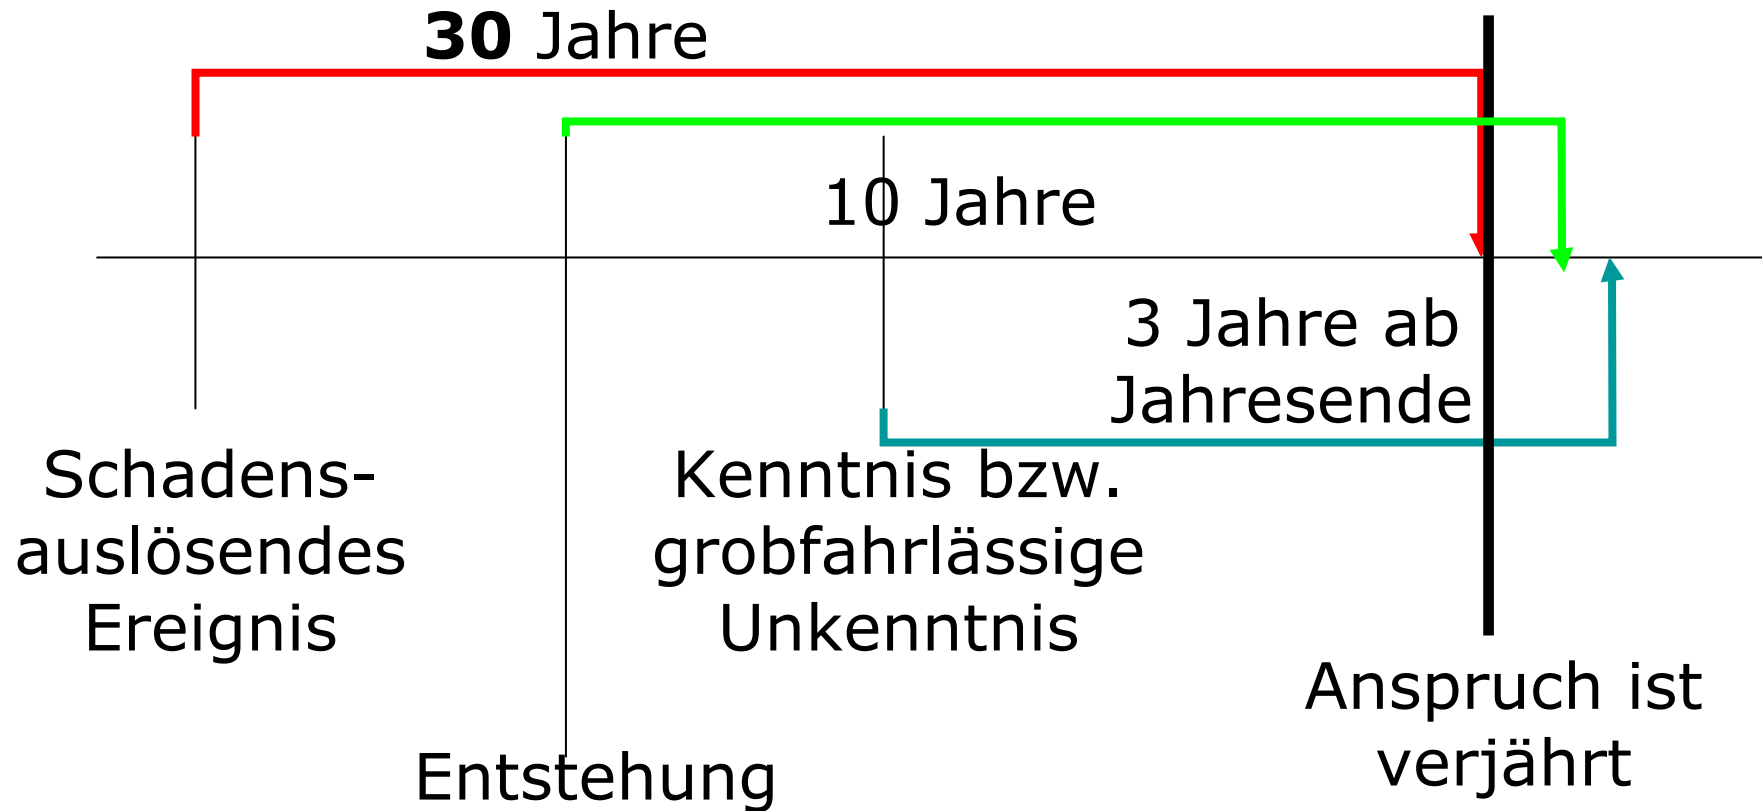 30 Jahre
10 Jahre
3 Jahre ab
Jahresende
Schadens-
auslösendes
Ereignis
Kenntnis bzw.
grobfahrlässige
Unkenntnis
Entstehung
Anspruch ist
verjährt